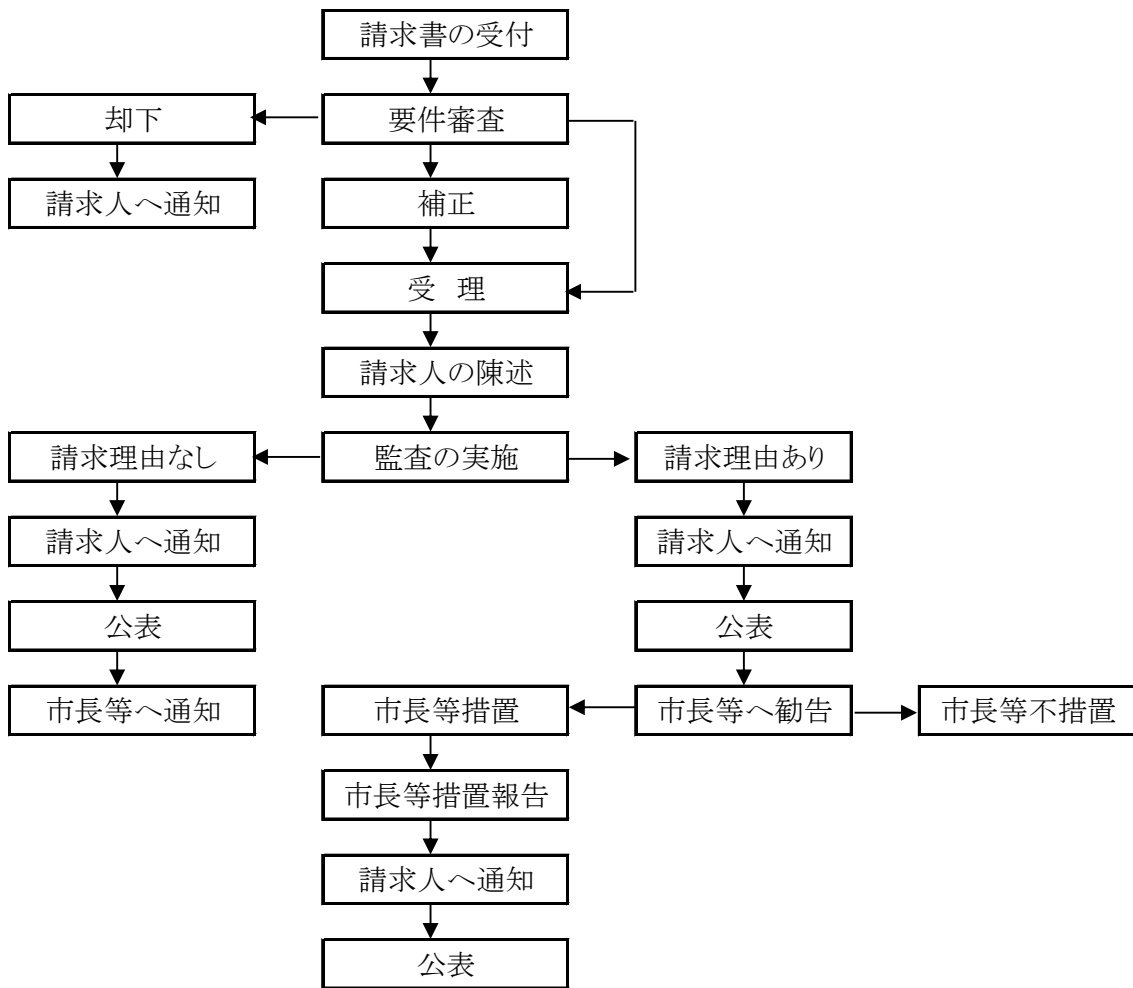 請求書の受付
却下
要件審査
請求人へ通知
補正
受 理
請求人の陳述
請求理由なし
監査の実施
請求理由あり
請求人へ通知
請求人へ通知
公表
公表
市長等へ通知
市長等措置
市長等へ勧告
市長等不措置
市長等措置報告
請求人へ通知
公表